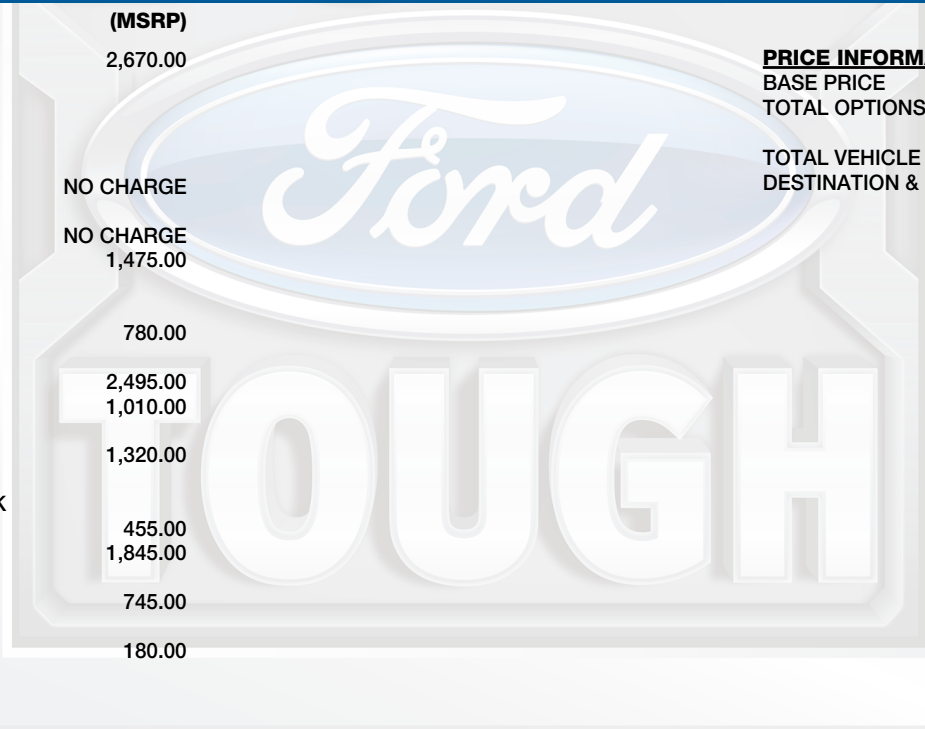 (MSRP)
2,670.00
NO CHARGE
NO CHARGE
1,475.00
780.00
2,495.00
1,010.00
1,320.00
K
455.00
1,845.00
745.00
180.00
PRICE INFORMA
BASE PRICE
TOTAL OPTIONS
TOTAL VEHICLE
DESTINATION &
Ford
TOUGH